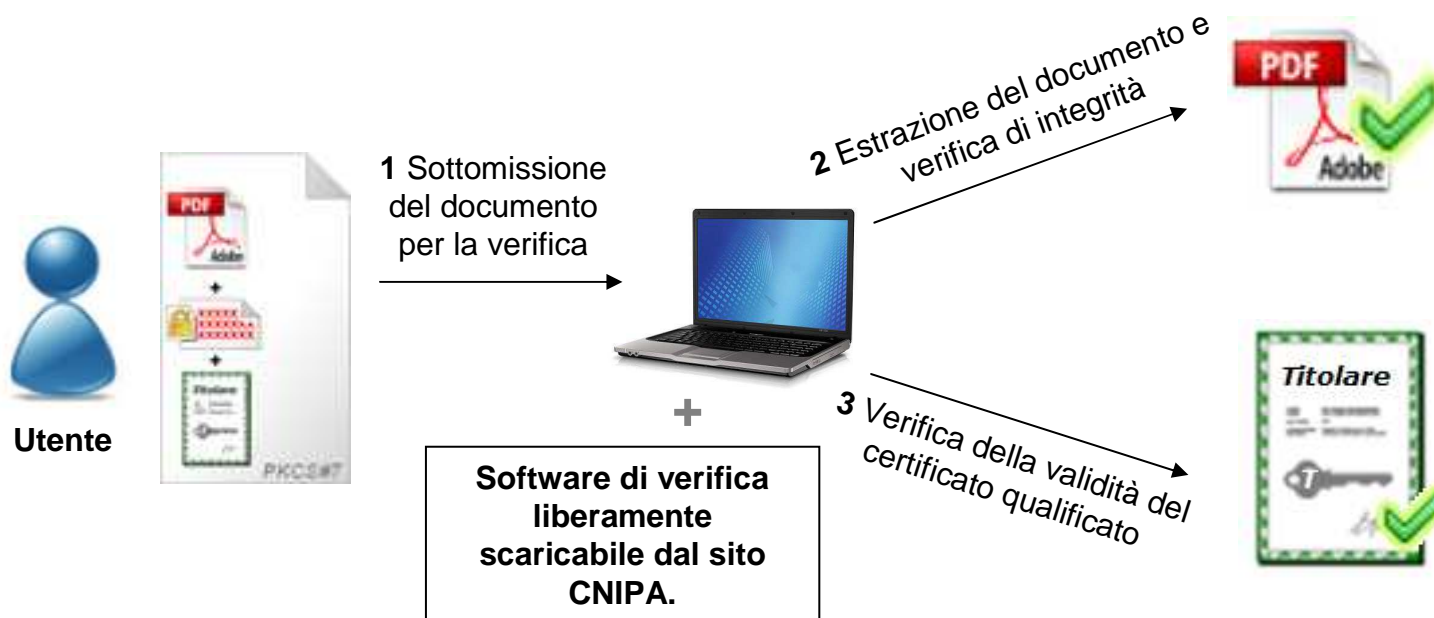 Utente
PDF
Adobe
+
+
Titolare
PKCS#7
1 Sottomissione
del documento
per la verifica
+
Software di verifica
liberamente
scaricabile dal sito
CNIPA.
2 Estrazione del documento e
verifica di integrità
PDF
Adobe
3 Verifica della validità del
certificato qualificato
Titolare
T